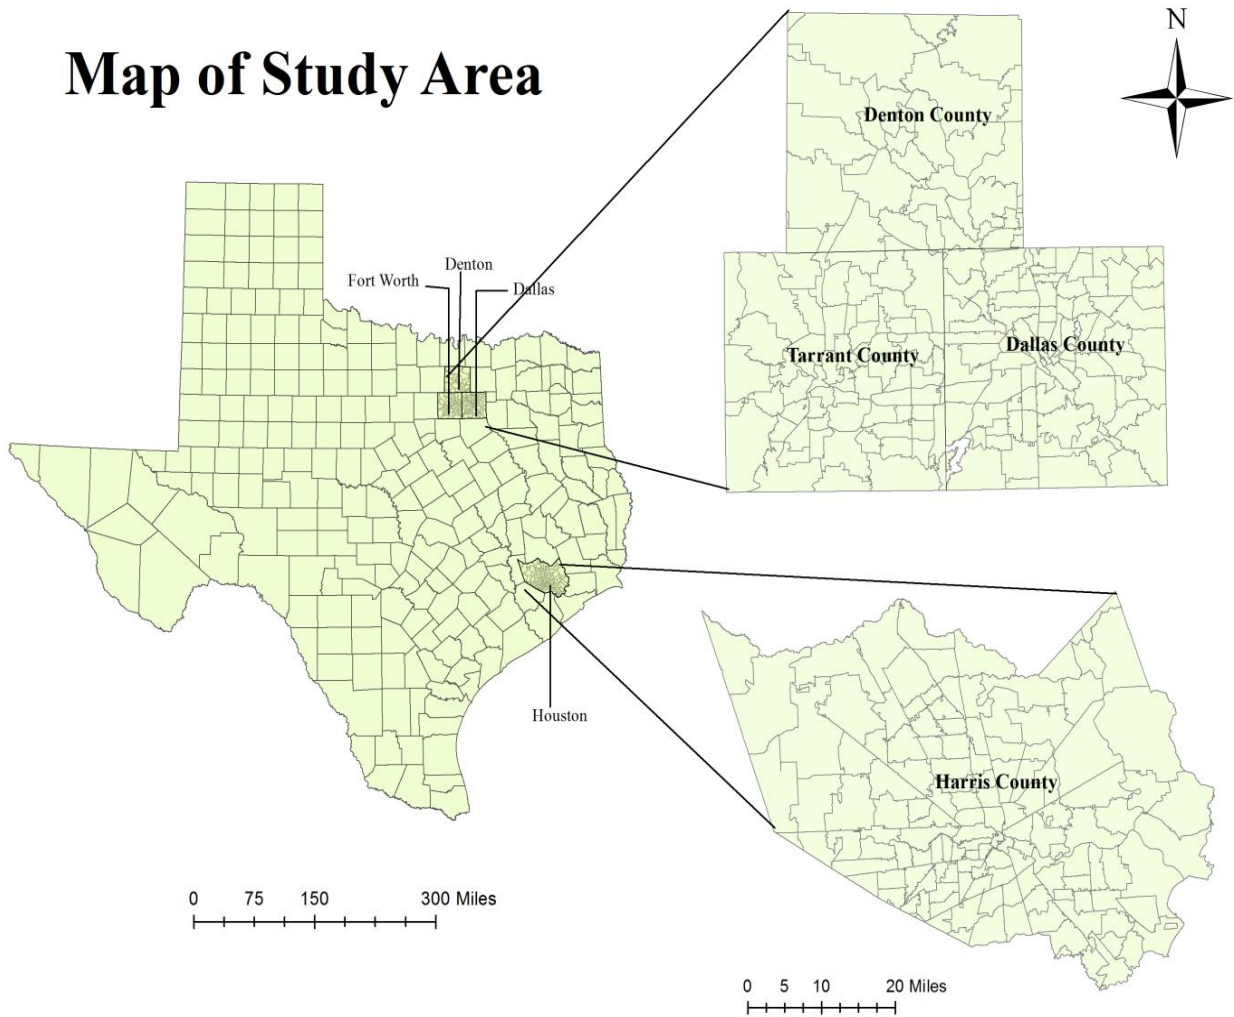 Map of Study Area
N
Denton County
Denton
Fort Worth
Dallas
Tarrant County
Dallas County
Houston
Harris County
0 75 150 300 Miles
0 5 10 20 Miles